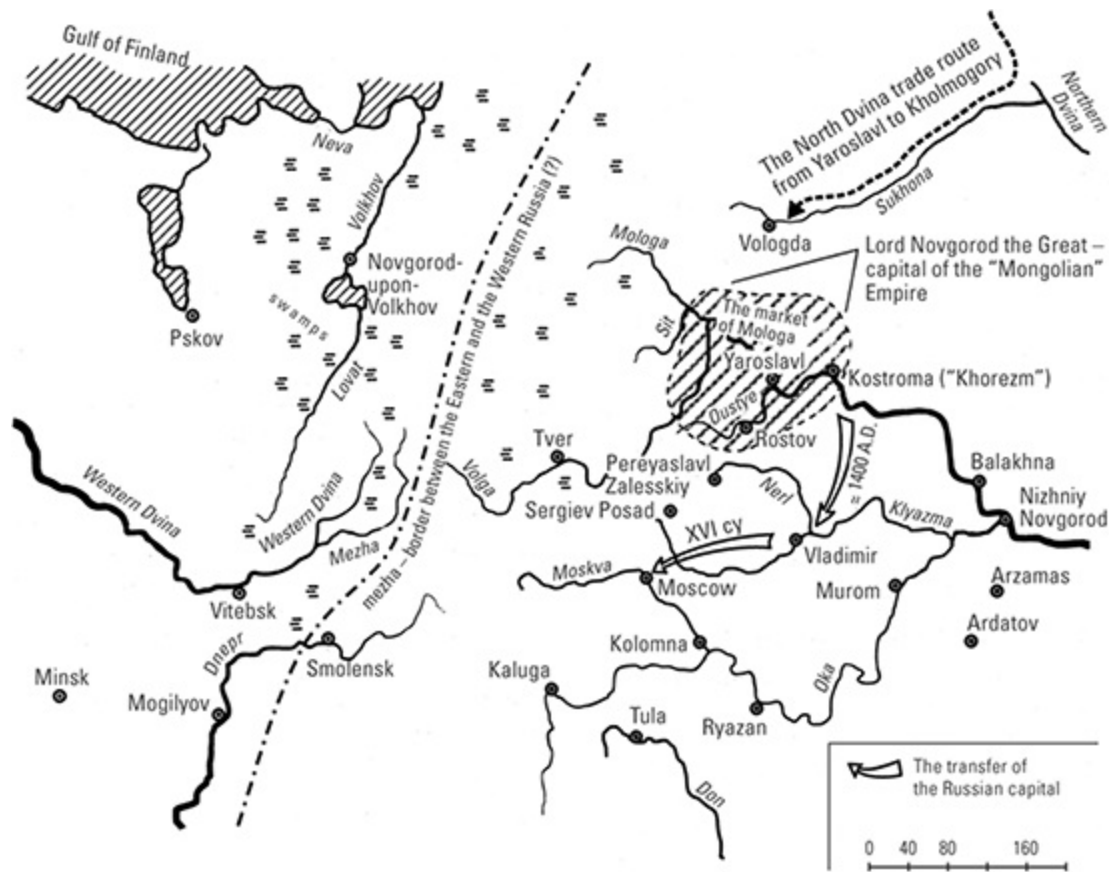 Gulf of Finland
Neva
Volkhov
Novgorod-
upon-
Volkhov
Pskov
swamps
Lovat
mezha – border between the Eastern and the Western Russia (?)
The North Dvina trade route
from Yaroslavl to Kholmogory
Northern
Dvina
Sukhona
Vologda
Mologa
Lord Novgorod the Great –
capital of the "Mongolian"
Empire
Sit
The market
of Mologa
Yaroslavl
Kostroma ("Khorezm")
Oustye
Rostov
Tver
Volga
Pereyaslavl
Zalesskiy
Nerl
≈ 1400 A.D.
Balakhna
Sergiev Posad
Nizhniy
Novgorod
Klyazma
Western Dvina
Western Dvina
Mezha
XVI cy
Vladimir
Moskva
Moscow
Murom
Arzamas
Vitebsk
Ardatov
Dnepr
Smolensk
Kolomna
Minsk
Mogilyov
Kaluga
Oka
Tula
Ryazan
Don
The transfer of
the Russian capital
0 40 80 160